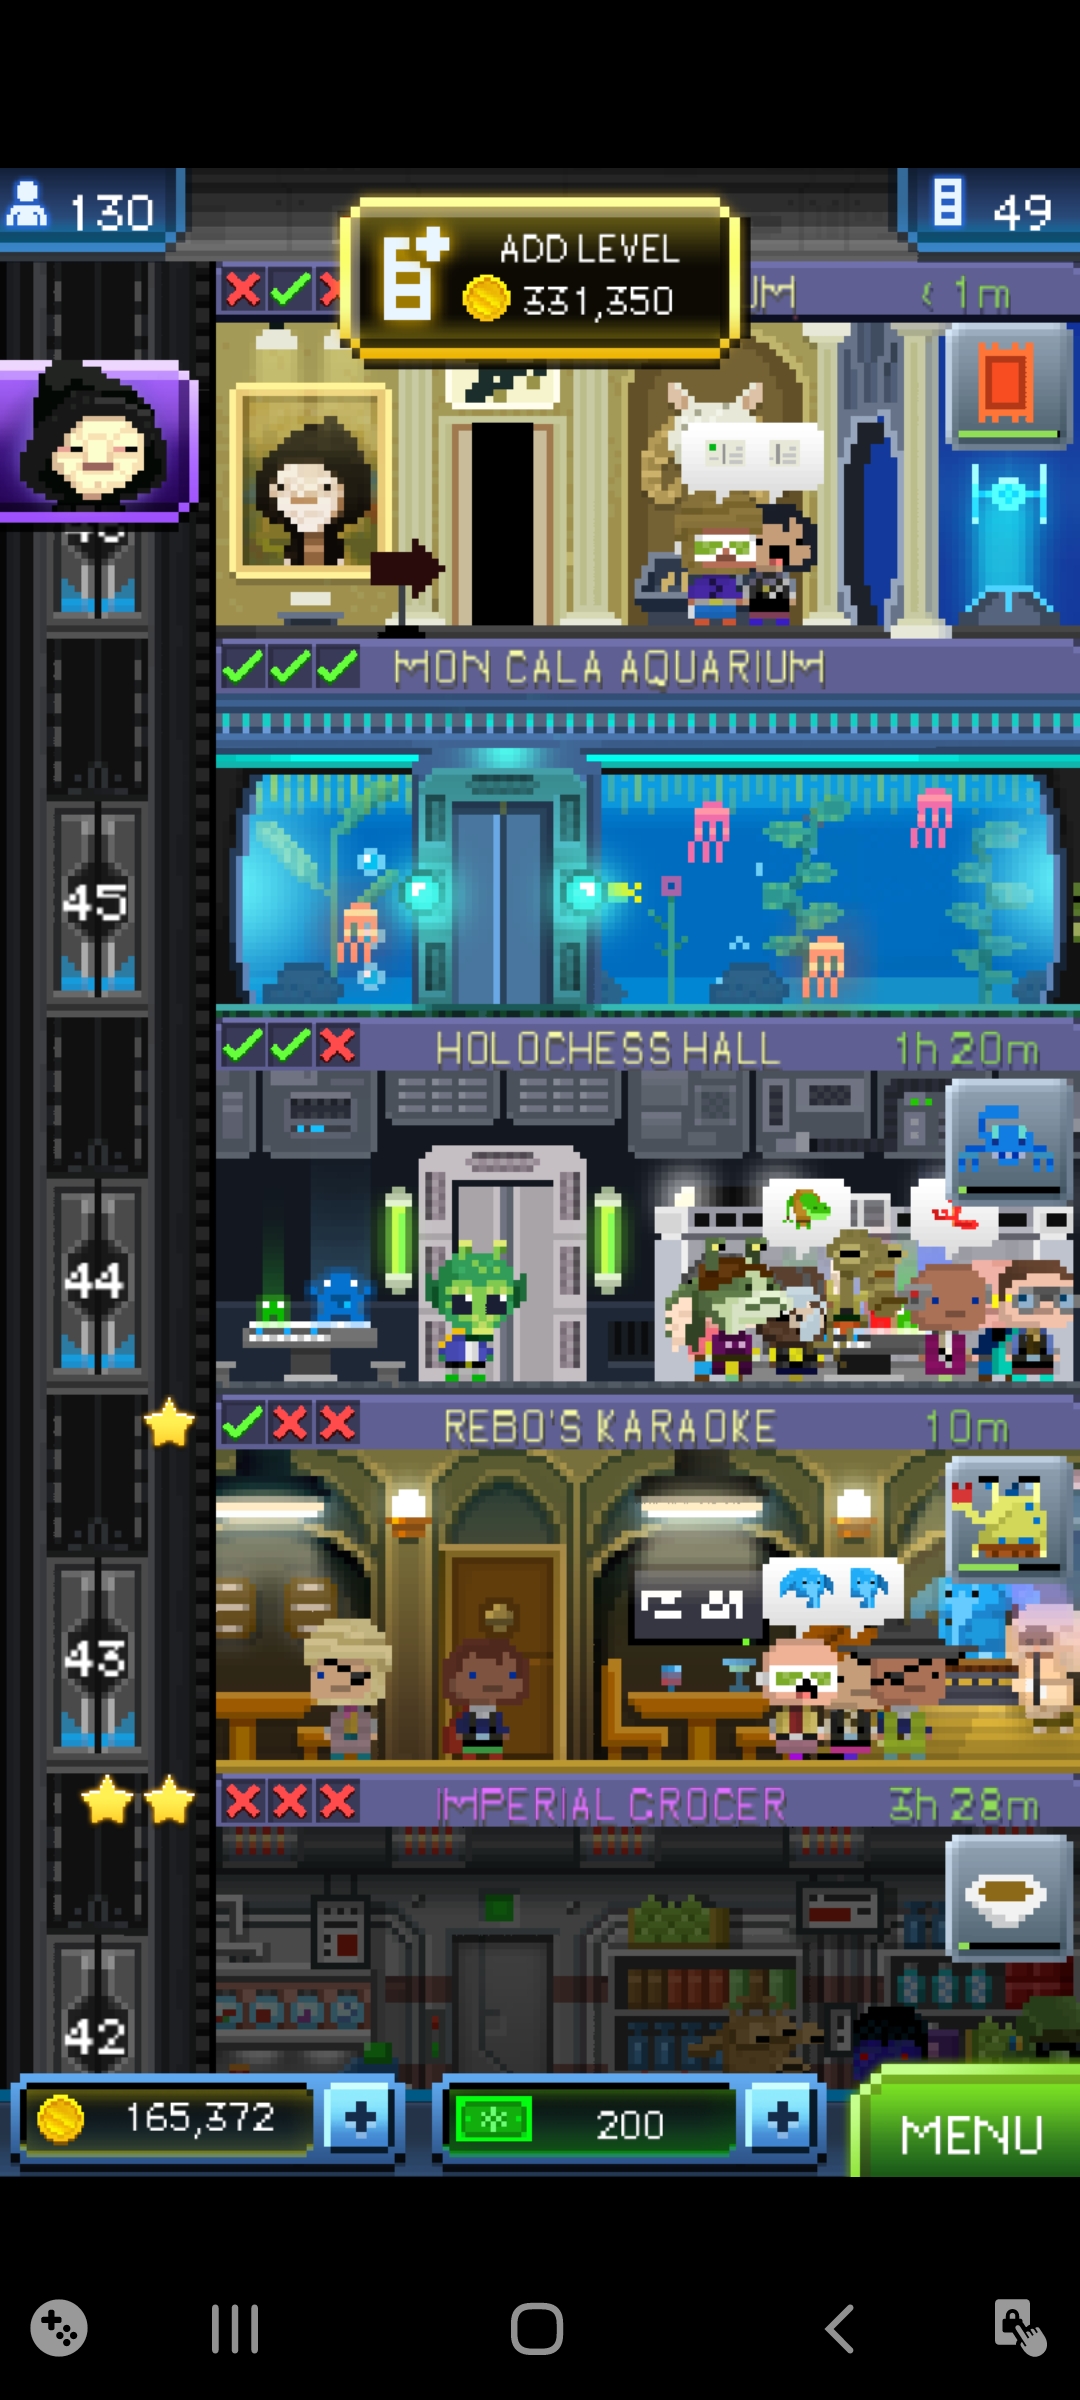 130
ADD LEVEL
331,350
49
UM
< 1m
MON CALA AQUARIUM
45
HOLOCHESS HALL
1h 20m
44
REBO'S KARAOKE
10m
43
IMPERIAL GROCER
3h 28m
42
165,372
200
MENU